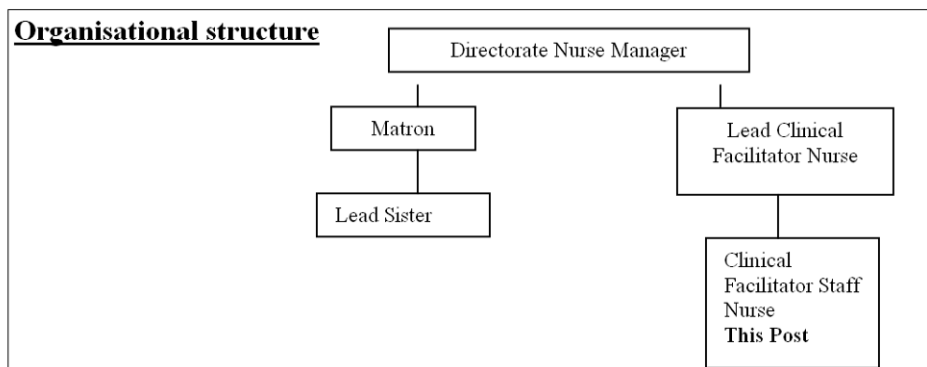 Organisational structure
Directorate Nurse Manager
Matron
Lead Sister
Lead Clinical
Facilitator Nurse
Clinical
Facilitator Staff
Nurse
This Post